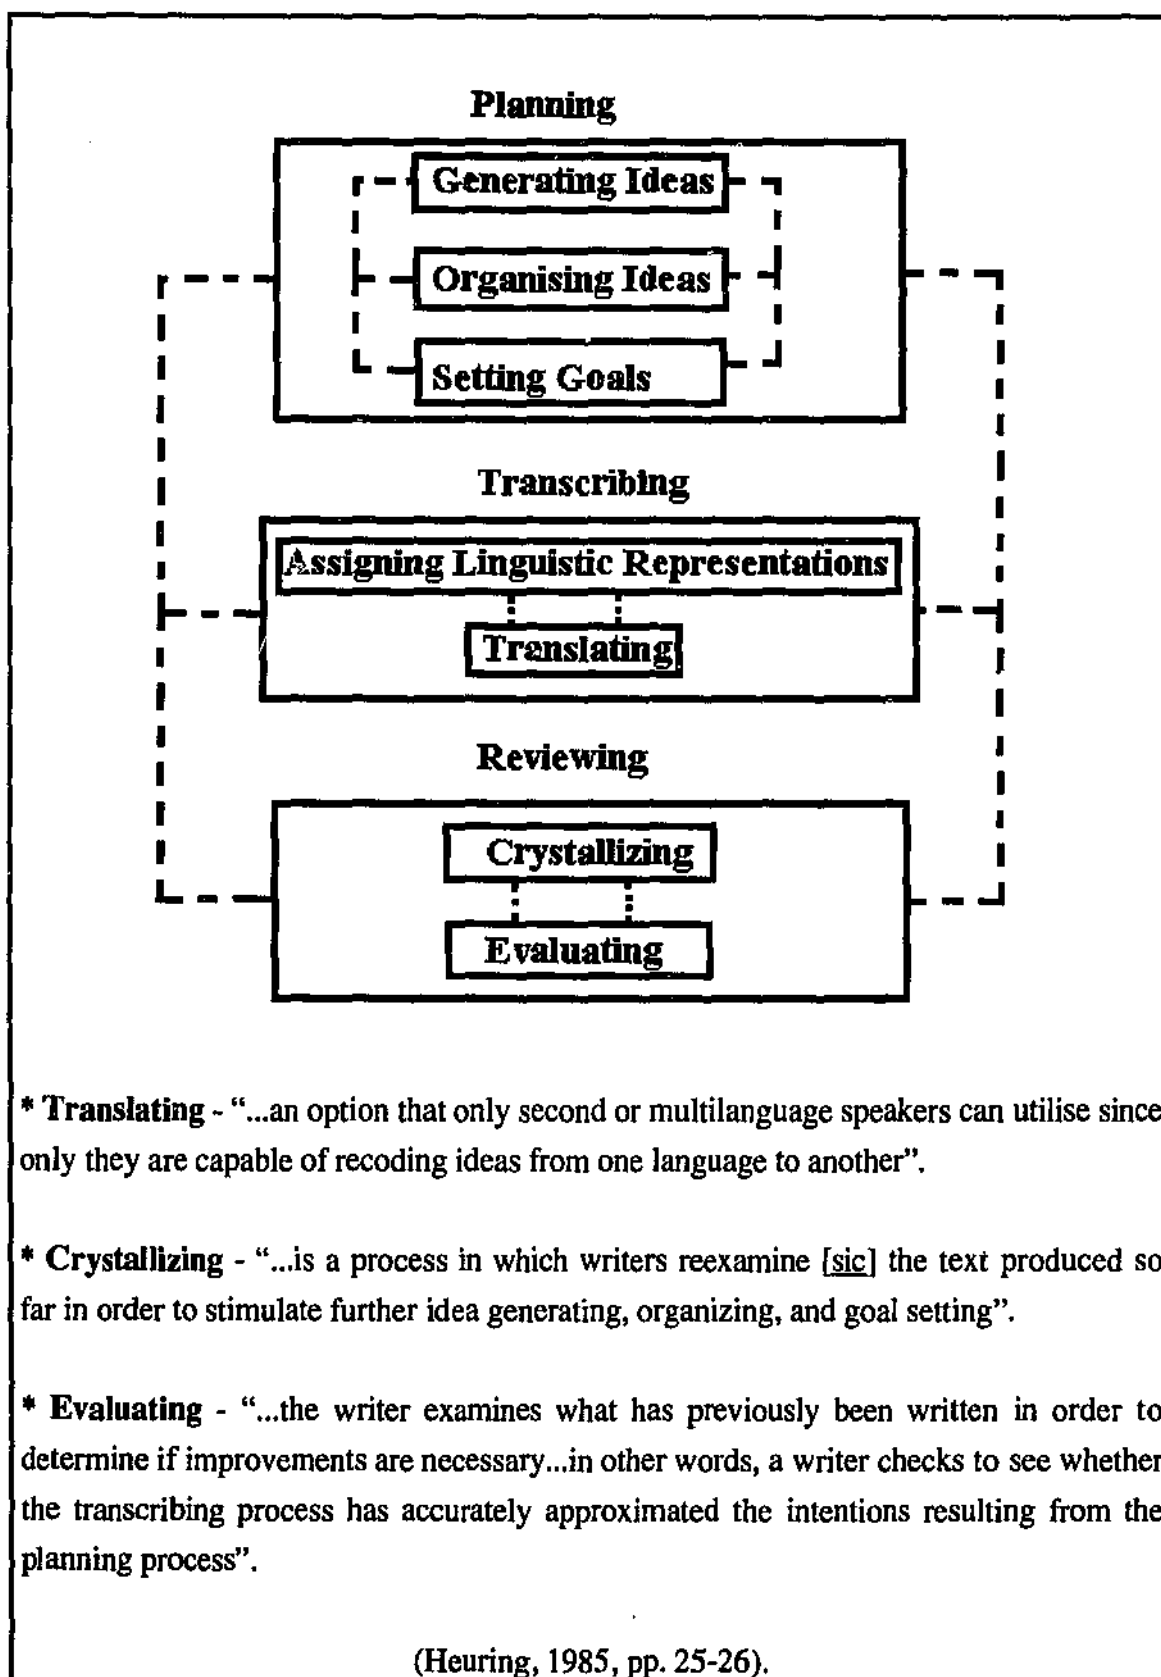 Planning
Generating Ideas
Organising Ideas
Setting Goals
Transcribing
Assigning Linguistic Representations
Translating
Reviewing
Crystallizing
Evaluating
* Translating - “...an option that only second or multilanguage speakers can utilise since
only they are capable of recoding ideas from one language to another”.
* Crystallizing - “...is a process in which writers reexamine [sic] the text produced so
far in order to stimulate further idea generating, organizing, and goal setting”.
* Evaluating - “...the writer examines what has previously been written in order to
determine if improvements are necessary...in other words, a writer checks to see whether
the transcribing process has accurately approximated the intentions resulting from the
planning process”.
(Heuring, 1985, pp. 25-26).